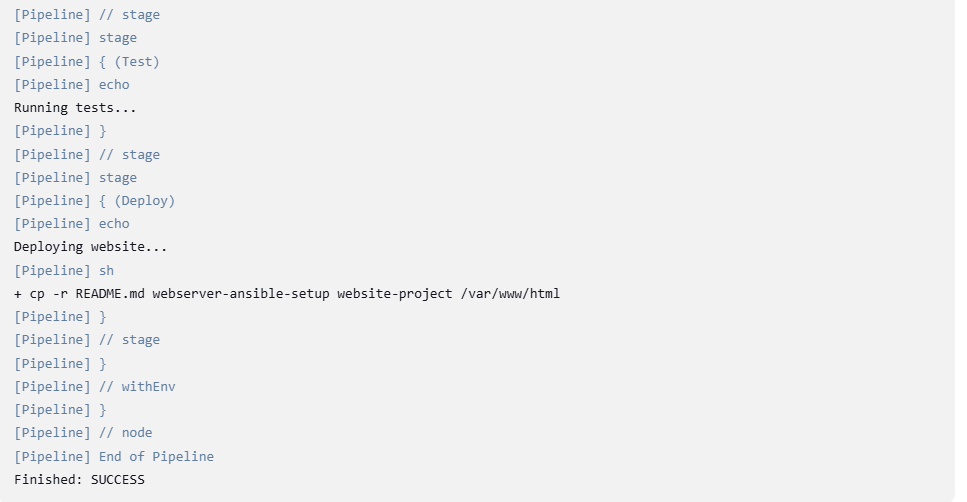 [Pipeline] // stage
[Pipeline] stage
[Pipeline] { (Test)
[Pipeline] echo
Running tests...
[Pipeline] }
[Pipeline] // stage
[Pipeline] stage
[Pipeline] { (Deploy)
[Pipeline] echo
Deploying website...
[Pipeline] sh
+ cp -r README.md webserver-ansible-setup website-project /var/www/html
[Pipeline] }
[Pipeline] // stage
[Pipeline] }
[Pipeline] // withEnv
[Pipeline] }
[Pipeline] // node
[Pipeline] End of Pipeline
Finished: SUCCESS